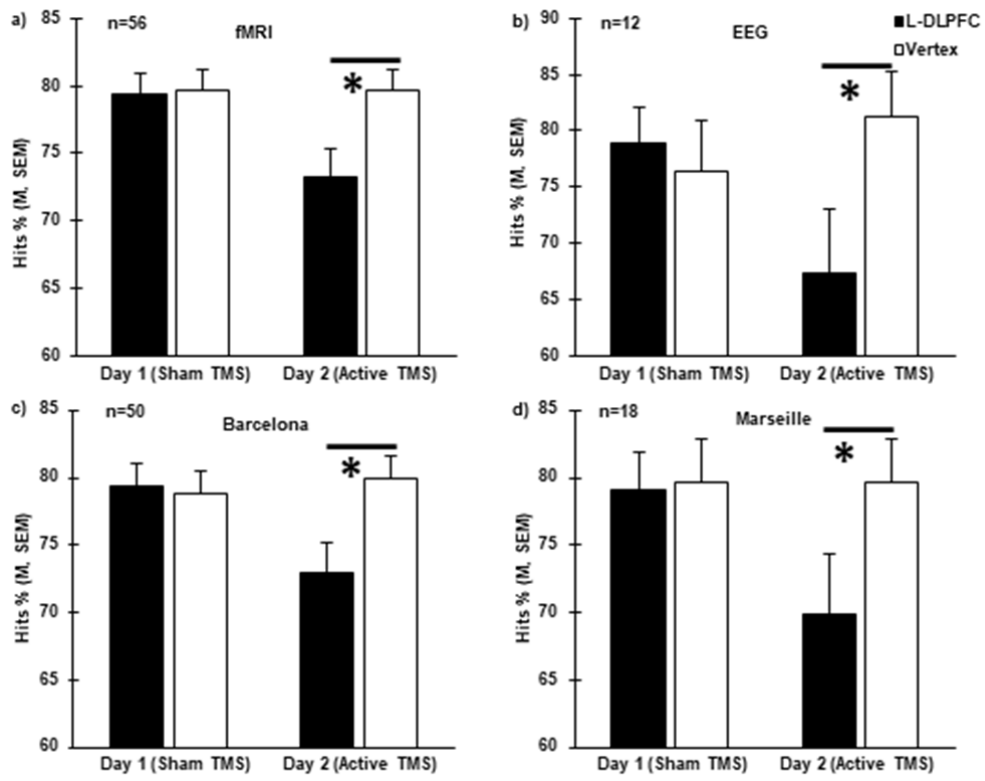 a)
n=56
fMRI
85
80
75
70
65
60
Hits % (M, SEM)
*
Day 1 (Sham TMS)
Day 2 (Active TMS)
b)
n=12
EEG
L-DLPFC
Vertex
90
85
80
75
70
65
60
Hits % (M, SEM)
*
Day 1 (Sham TMS)
Day 2 (Active TMS)
c)
n=50
Barcelona
85
80
75
70
65
60
Hits % (M, SEM)
*
Day 1 (Sham TMS)
Day 2 (Active TMS)
d)
n=18
Marseille
85
80
75
70
65
60
Hits % (M, SEM)
*
Day 1 (Sham TMS)
Day 2 (Active TMS)